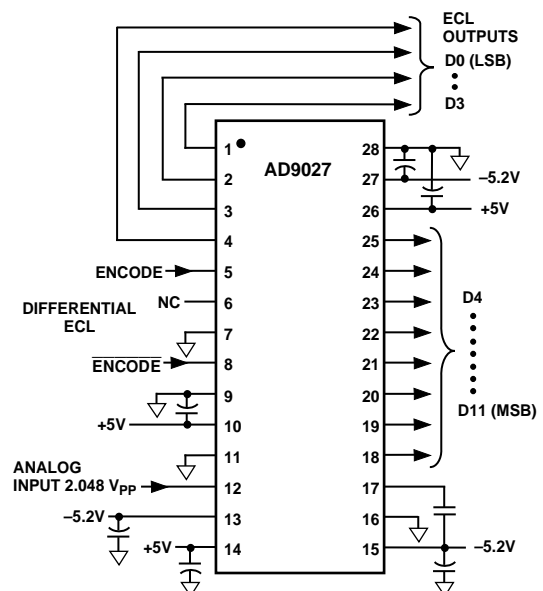 ECL
OUTPUTS
D0 (LSB)
D3
AD9027
1
28
2
27
–5.2V
3
26
+5V
4
25
ENCODE
5
24
NC
6
23
D4
DIFFERENTIAL
ECL
7
22
ENCODE
8
21
9
20
D11 (MSB)
+5V
10
19
11
18
ANALOG
INPUT 2.048 VPP
12
17
–5.2V
13
16
+5V
14
15
–5.2V